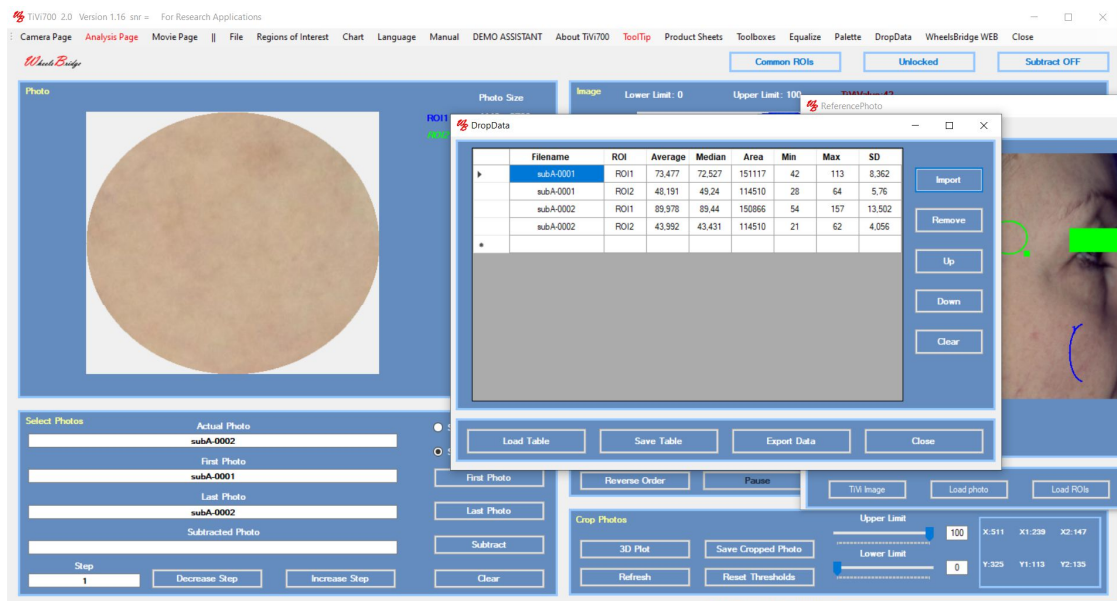 TiVi700 2.0 Version 1.16 snr = For Research Applications
Camera Page Analysis Page Movie Page || File Regions of Interest Chart Language Manual DEMO ASSISTANT About TiVi700 ToolTip Product Sheets Toolboxes Equalize Palette DropData WheelsBridge WEB Close
WheelsBridge
Common ROIs Unlocked Subtract OFF
Photo
Photo Size
ROI1
Image Lower Limit: 0 Upper Limit: 100
ReferencePhoto
DropData
Filename ROI Average Median Area Min Max SD
subA-0001 ROI1 73,477 72,527 151117 42 113 8,362
subA-0001 ROI2 48,191 49,24 114510 28 64 5,76
subA-0002 ROI1 89,978 89,44 150866 54 157 13,502
subA-0002 ROI2 43,992 43,431 114510 21 62 4,056
Import
Remove
Up
Down
Clear
Load Table Save Table Export Data Close
Select Photos
Actual Photo
subA-0002
First Photo
subA-0001
Last Photo
subA-0002
Subtracted Photo
Step
1 Decrease Step Increase Step
First Photo
Last Photo
Subtract
Clear
Reverse Order Pause
TiVi Image Load photo Load ROIs
Crop Photos
3D Plot Save Cropped Photo
Refresh Reset Thresholds
Upper Limit
100
Lower Limit
0
X:511 X1:239 X2:147
Y:325 Y1:113 Y2:135